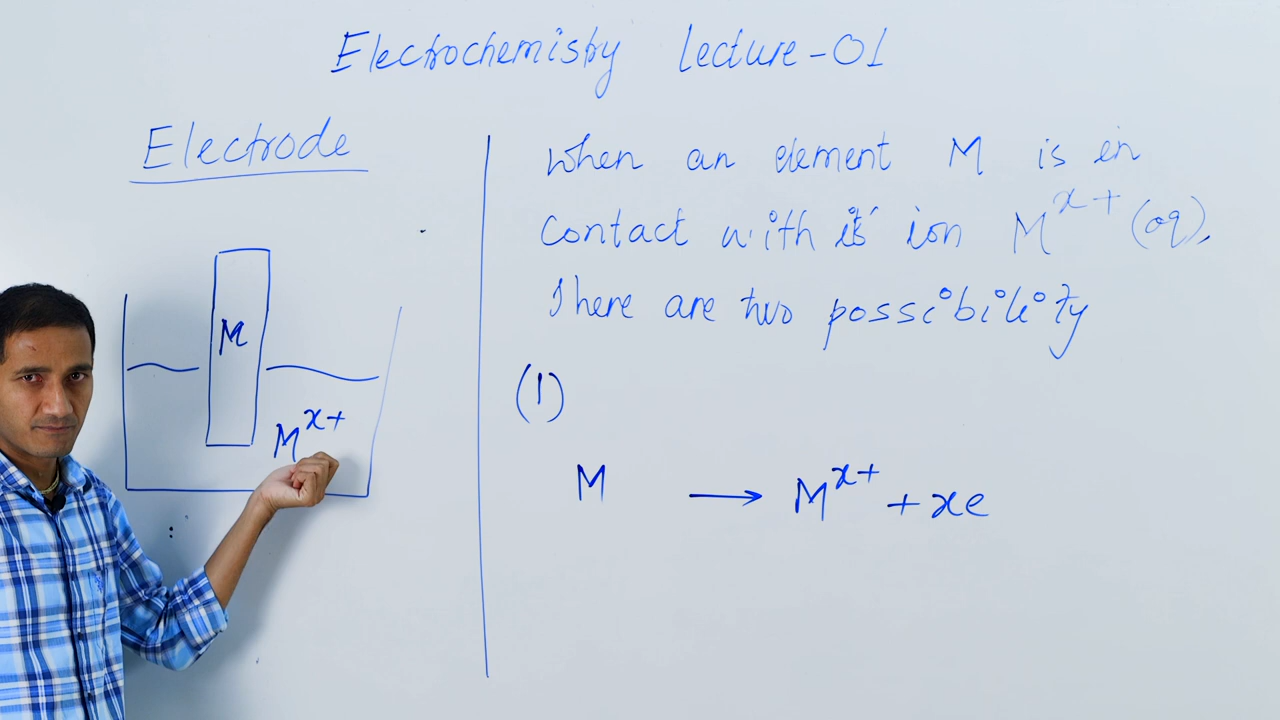 Electrochemistry Lecture-01
Electrode
M
M^x+
When an element M is in
contact with its ion M^x+ (aq),
There are two possibility
(1)
M → M^x+ + xe